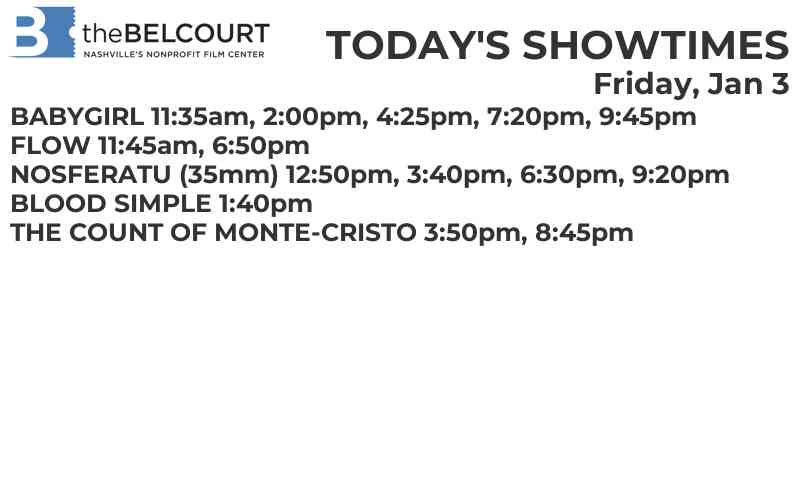 B theBELCOURT
NASHVILLE'S NONPROFIT FILM CENTER
TODAY'S SHOWTIMES
Friday, Jan 3
BABYGIRL 11:35am, 2:00pm, 4:25pm, 7:20pm, 9:45pm
FLOW 11:45am, 6:50pm
NOSFERATU (35mm) 12:50pm, 3:40pm, 6:30pm, 9:20pm
BLOOD SIMPLE 1:40pm
THE COUNT OF MONTE-CRISTO 3:50pm, 8:45pm